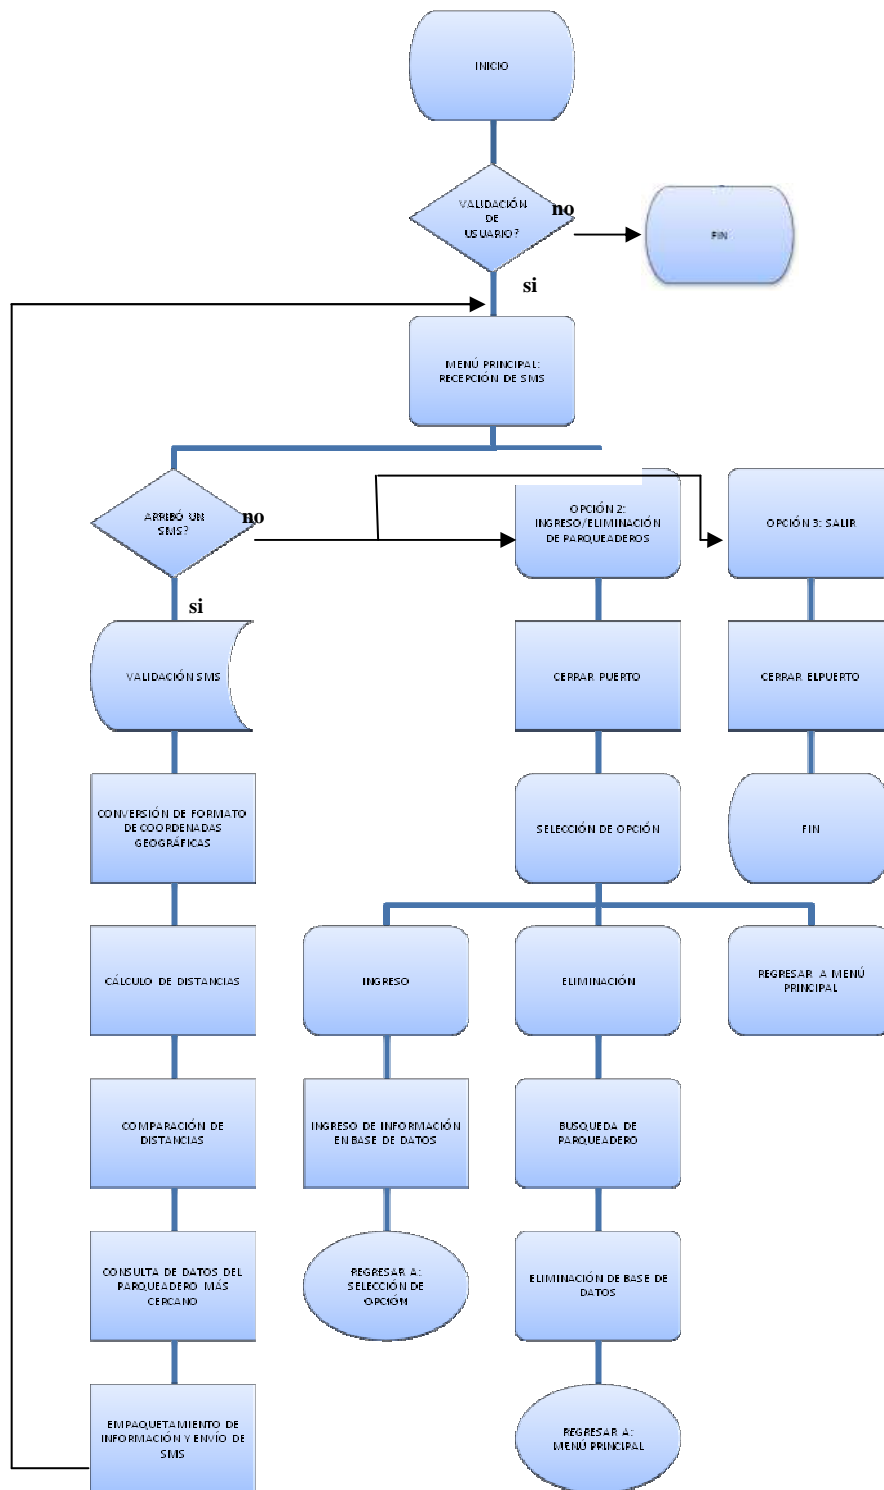 INICIO
VALIDACIÓN
DE
USUARIO?
no
FIN
si
MENÚ PRINCIPAL:
RECEPCIÓN DE SMS
ARRIBÓ UN
SMS?
no
OPCIÓN 2:
INGRESO/ELIMINACIÓN
DE PARQUEADEROS
OPCIÓN 3: SALIR
si
VALIDACIÓN SMS
CERRAR PUERTO
CERRAR ELPUERTO
CONVERSIÓN DE FORMATO
DE COORDENADAS
GEOGRÁFICAS
SELECCIÓN DE OPCIÓN
FIN
CÁLCULO DE DISTANCIAS
INGRESO
ELIMINACIÓN
REGRESAR A MENÚ
PRINCIPAL
COMPARACIÓN DE
DISTANCIAS
INGRESO DE INFORMACIÓN
EN BASE DE DATOS
BUSQUEDA DE
PARQUEADERO
CONSULTA DE DATOS DEL
PARQUEADERO MÁS
CERCANO
REGRESAR A:
SELECCIÓN DE
OPCIÓN
ELIMINACIÓN DE BASE DE
DATOS
EMPAQUETAMIENTO DE
INFORMACIÓN Y ENVÍO DE
SMS
REGRESAR A:
MENÚ PRINCIPAL